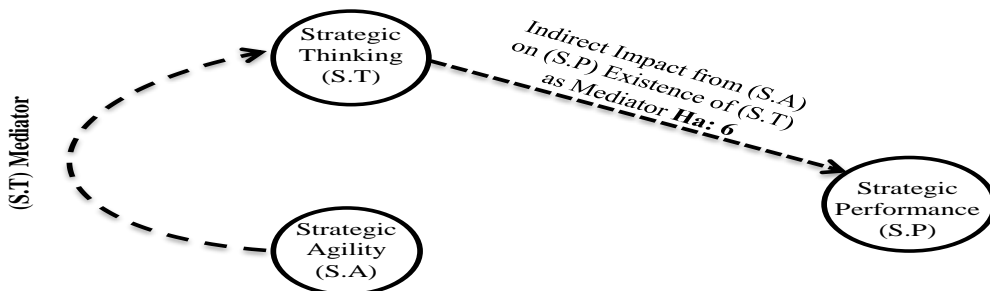 Strategic
Thinking
(S.T)
Indirect Impact from (S.A)
on (S.P) Existence of (S.T)
as Mediator Ha: 6
(S.T) Mediator
Strategic
Performance
(S.P)
Strategic
Agility
(S.A)